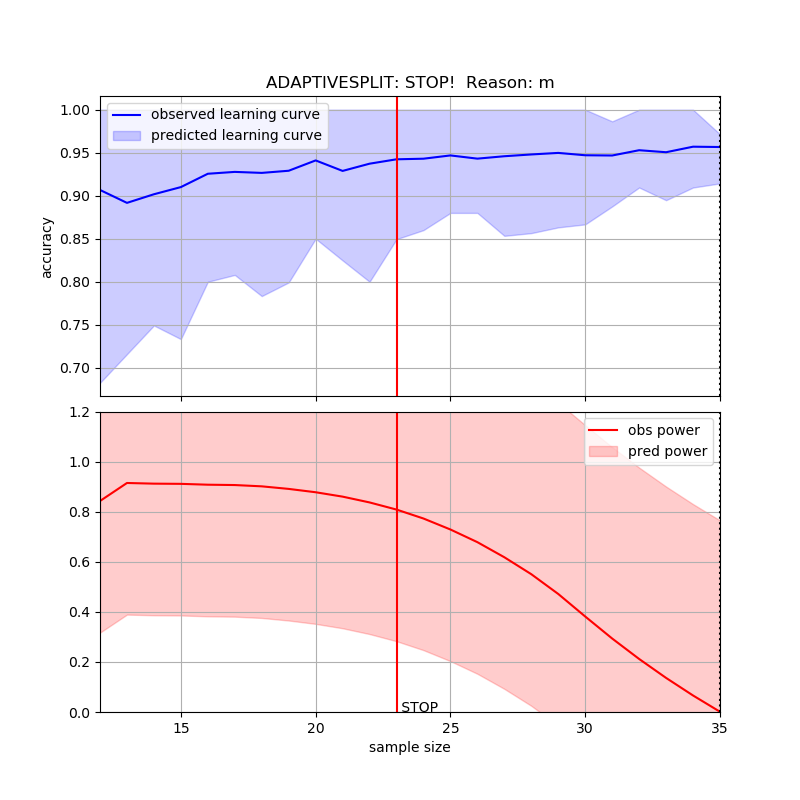 ADAPTIVESPLIT: STOP!  Reason: m
1.00
0.95
0.90
0.85
0.80
0.75
0.70
accuracy
observed learning curve
predicted learning curve
1.2
1.0
0.8
0.6
0.4
0.2
0.0
obs power
pred power
STOP
15 20 25 30 35
sample size